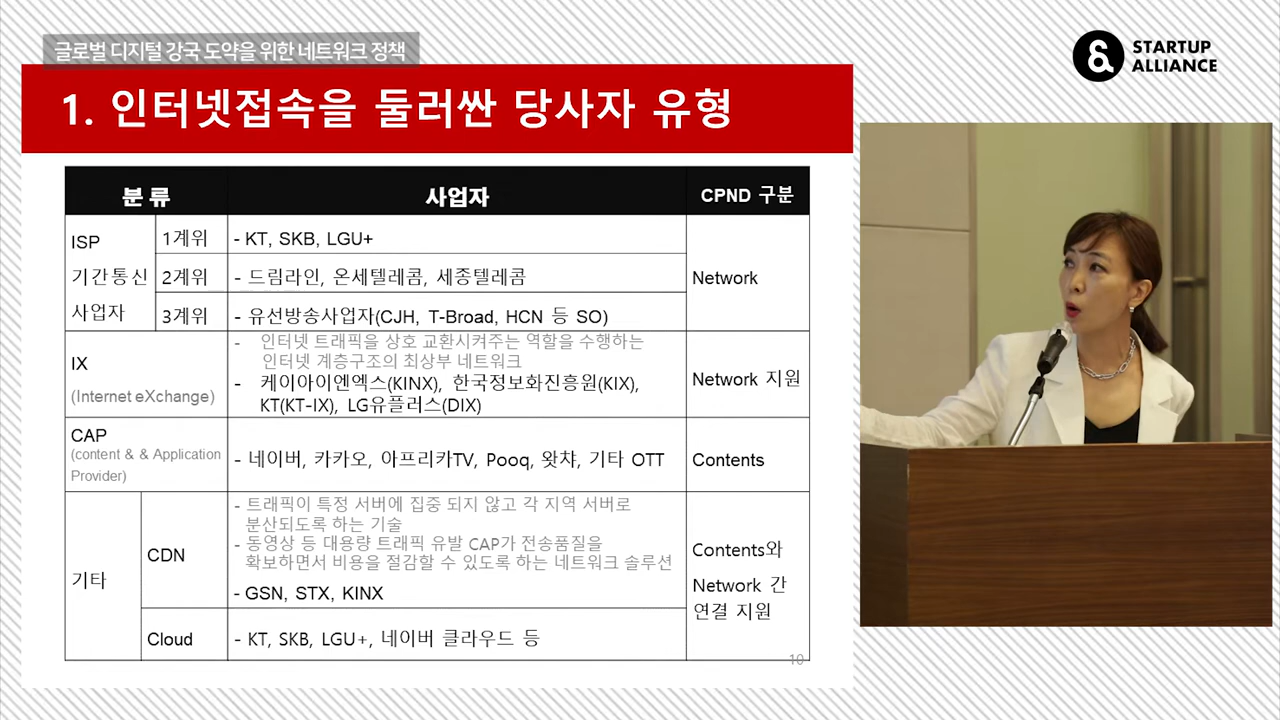 글로벌 디지털 강국 도약을 위한 네트워크 정책
STARTUP
ALLIANCE
1. 인터넷접속을 둘러싼 당사자 유형
분 류 사업자 CPND 구분
ISP
기간통신
사업자
1계위 - KT, SKB, LGU+
2계위 - 드림라인, 온세텔레콤, 세종텔레콤
3계위 - 유선방송사업자(CJH, T-Broad, HCN 등 SO)
Network
IX
(Internet eXchange)
- 인터넷 트래픽을 상호 교환시켜주는 역할을 수행하는
인터넷 계층구조의 최상부 네트워크
- 케이아이엔엑스(KINX), 한국정보화진흥원(KIX),
KT(KT-IX), LG유플러스(DIX)
Network 지원
CAP
(content & & Application
Provider)
- 네이버, 카카오, 아프리카TV, Pooq, 왓챠, 기타 OTT
Contents
기타
CDN
- 트래픽이 특정 서버에 집중 되지 않고 각 지역 서버로
분산되도록 하는 기술
- 동영상 등 대용량 트래픽 유발 CAP가 전송품질을
확보하면서 비용을 절감할 수 있도록 하는 네트워크 솔루션
- GSN, STX, KINX
Cloud
- KT, SKB, LGU+, 네이버 클라우드 등
Contents와
Network 간
연결 지원
10